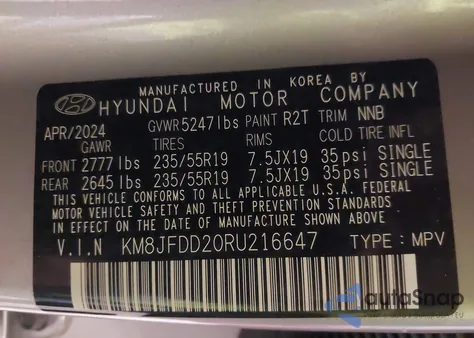 MANUFACTURED IN KOREA BY
HYUNDAI MOTOR COMPANY
APR/2024 GVWR 5247lbs PAINT R2T TRIM NNB
GAWR TIRES RIMS COLD TIRE INFL
FRONT 2777lbs 235/55R19 7.5JX19 35psi SINGLE
REAR 2645lbs 235/55R19 7.5JX19 35psi SINGLE
THIS VEHICLE CONFORMS TO ALL APPLICABLE U.S.A. FEDERAL
MOTOR VEHICLE SAFETY AND THEFT PREVENTION STANDARDS
IN EFFECT ON THE DATE OF MANUFACTURE SHOWN ABOVE
V.I.N KM8JFDD20RU216647 TYPE : MPV
autoSnap